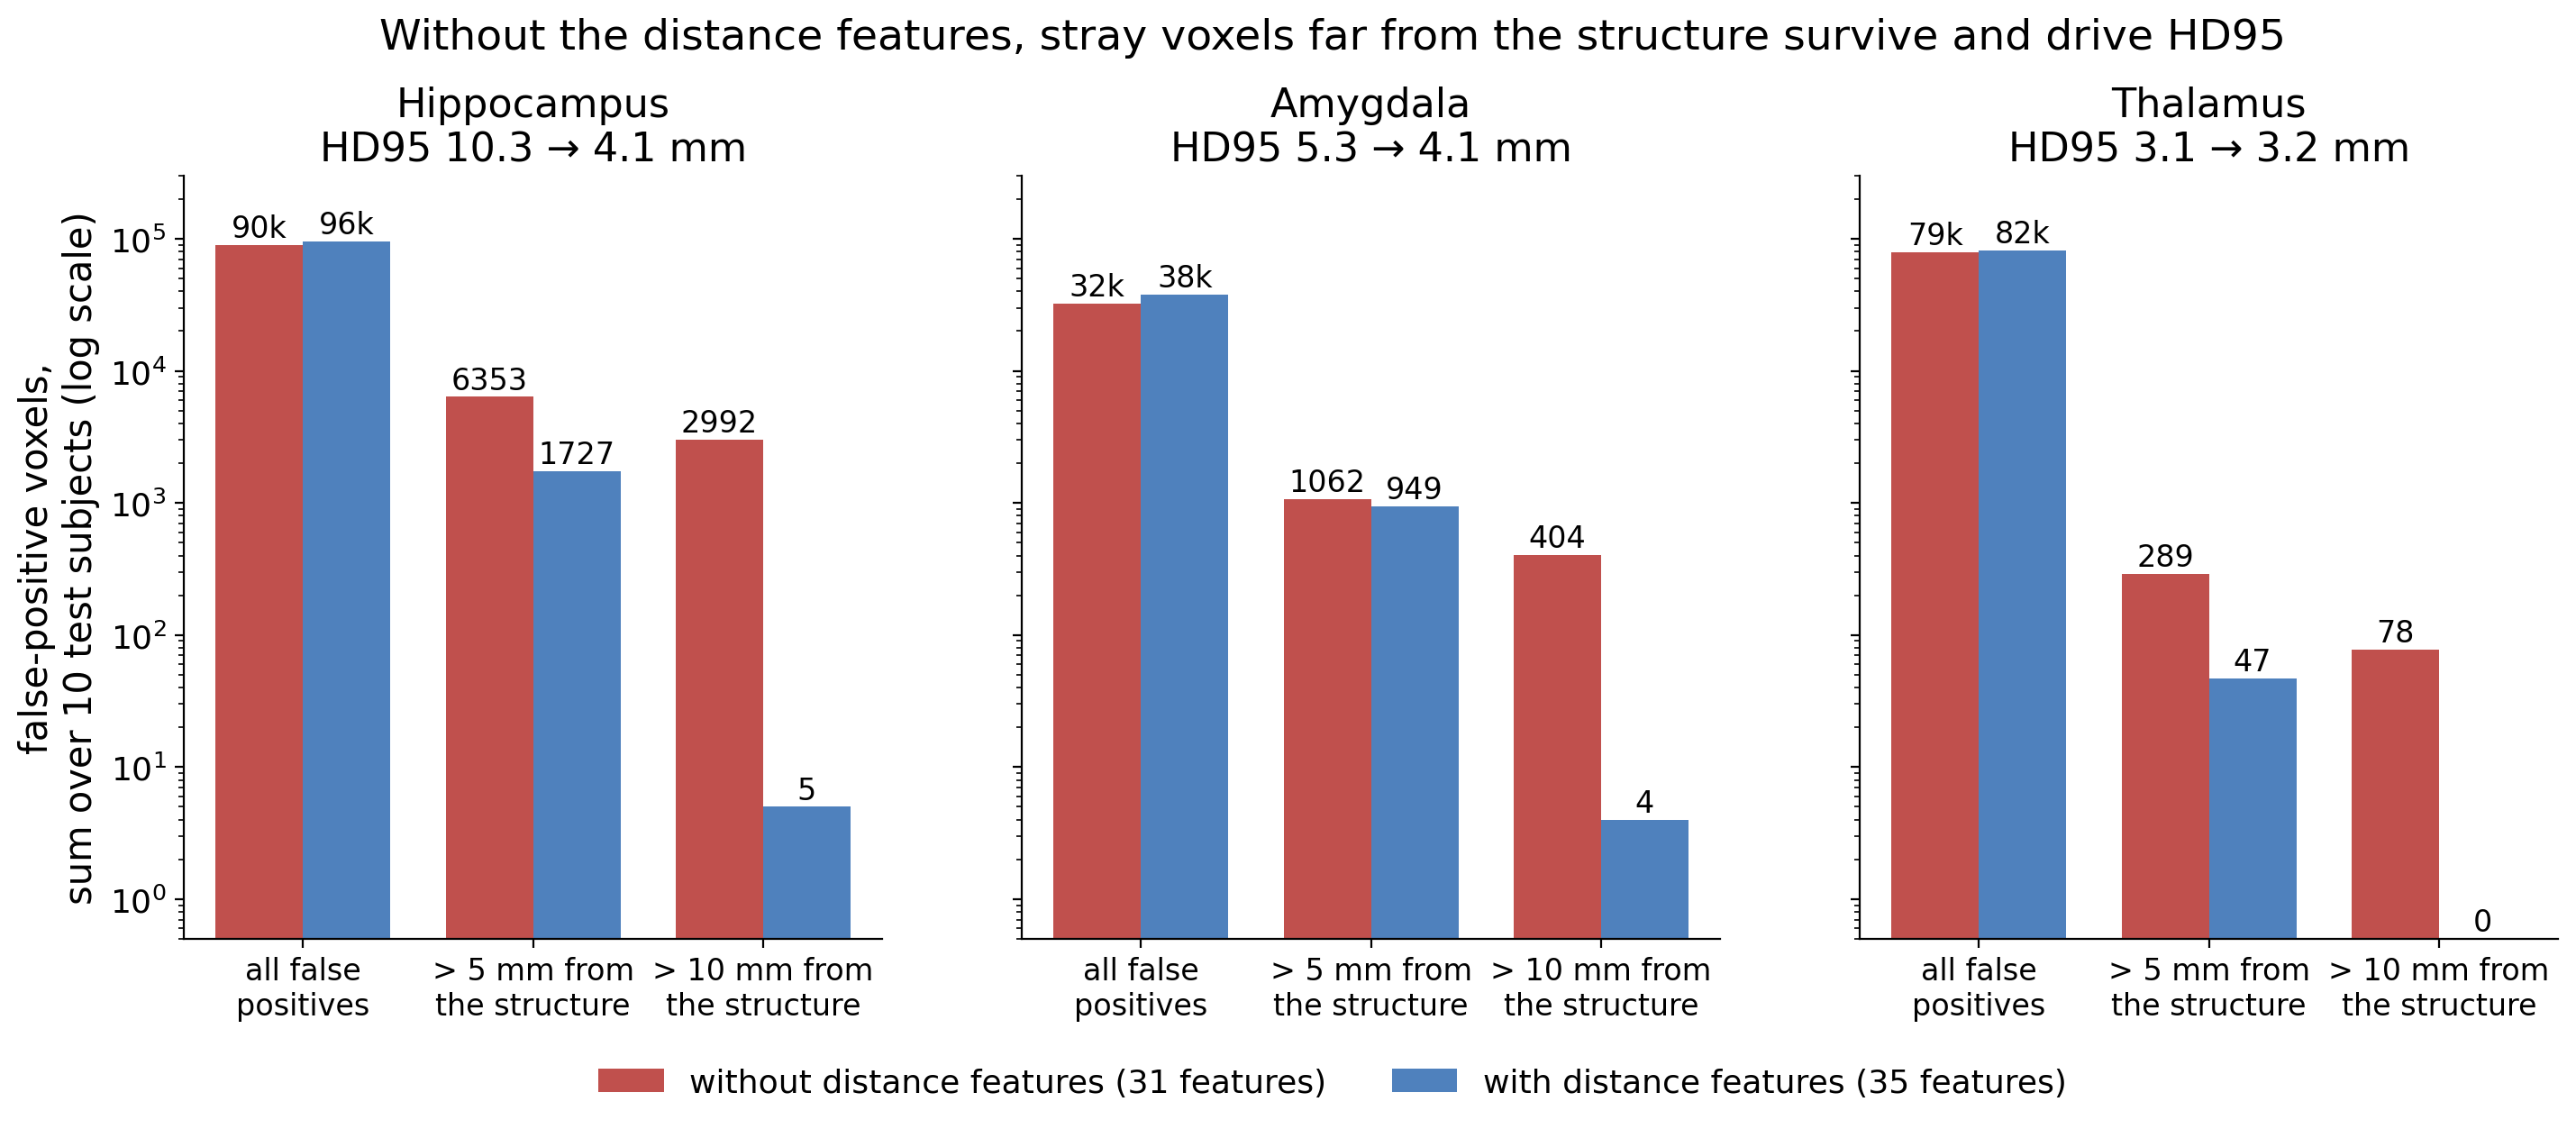 Without the distance features, stray voxels far from the structure survive and drive HD95
Hippocampus
HD95 10.3 → 4.1 mm
Amygdala
HD95 5.3 → 4.1 mm
Thalamus
HD95 3.1 → 3.2 mm
false-positive voxels,
sum over 10 test subjects (log scale)
10⁵
10⁴
10³
10²
10¹
10⁰
90k
96k
6353
1727
2992
5
all false
positives
> 5 mm from
the structure
> 10 mm from
the structure
32k
38k
1062
949
404
4
all false
positives
> 5 mm from
the structure
> 10 mm from
the structure
79k
82k
289
47
78
0
all false
positives
> 5 mm from
the structure
> 10 mm from
the structure
without distance features (31 features)
with distance features (35 features)